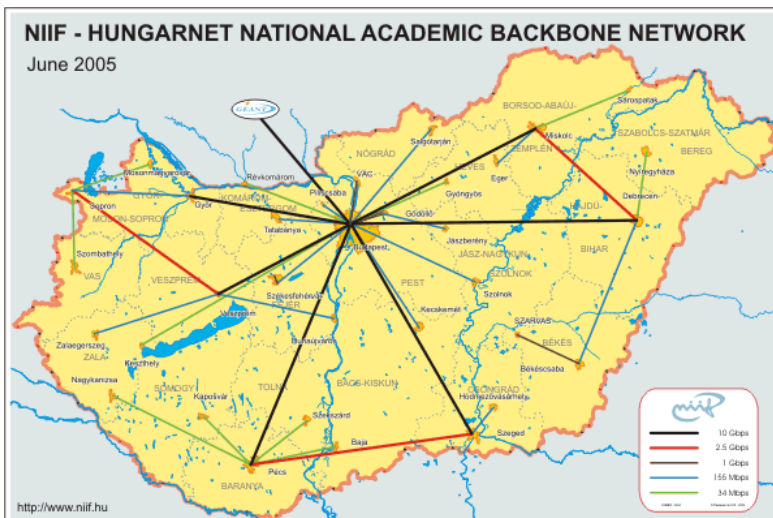 NIIF - HUNGARNET NATIONAL ACADEMIC BACKBONE NETWORK
June 2005
GÉANT
BORSOD-ABAÚJ-
Sárospatak
NÓGRÁD
Salgótarján
Miskolc
ZEMPLÉN
SZABOLCS-SZATMÁR
BEREG
HEVES
Eger
Mosonmagyaróvár
Révkomárom
VÁC
Piliscsaba
Nyíregyháza
Gyöngyös
Debrecen
Sopron
GYŐR
Győr
KOMÁROM-
ESZTERGOM
Gödöllő
HAJDÚ
MOSON-SOPRON
Tatabánya
Budapest
Jászberény
BIHAR
Szombathely
VAS
VESZPRÉM
JÁSZ-NAGYKUN
SZOLNOK
Székesfehérvár
FEJÉR
PEST
Szolnok
Veszprém
Kecskemét
Zalaegerszeg
Dunaújváros
SZARVAS
ZALA
Keszthely
BÉKÉS
Békéscsaba
Nagykanizsa
SOMOGY
TOLNA
BÁCS-KISKUN
CSONGRÁD
Kaposvár
Hódmezővásárhely
Szekszárd
Szeged
Baja
Pécs
BARANYA
niif
10 Gbps
2.5 Gbps
1 Gbps
155 Mbps
34 Mbps
http://www.niif.hu